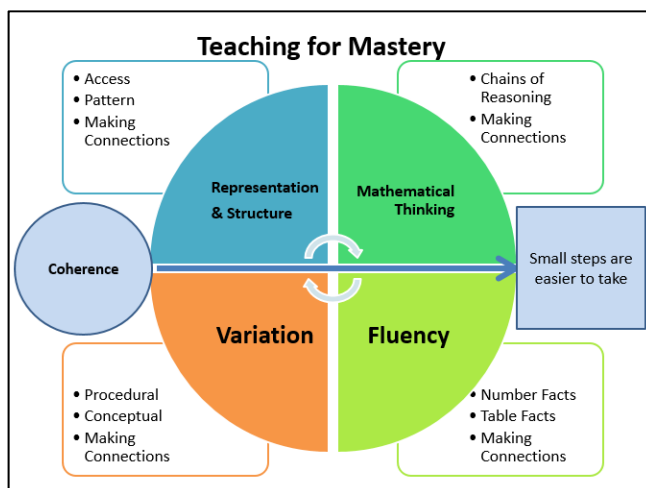 Teaching for Mastery
• Access
• Pattern
• Making
Connections
• Chains of
Reasoning
• Making
Connections
Representation
& Structure
Mathematical
Thinking
Coherence
Small steps are
easier to take
Variation
Fluency
• Procedural
• Conceptual
• Making
Connections
• Number Facts
• Table Facts
• Making
Connections